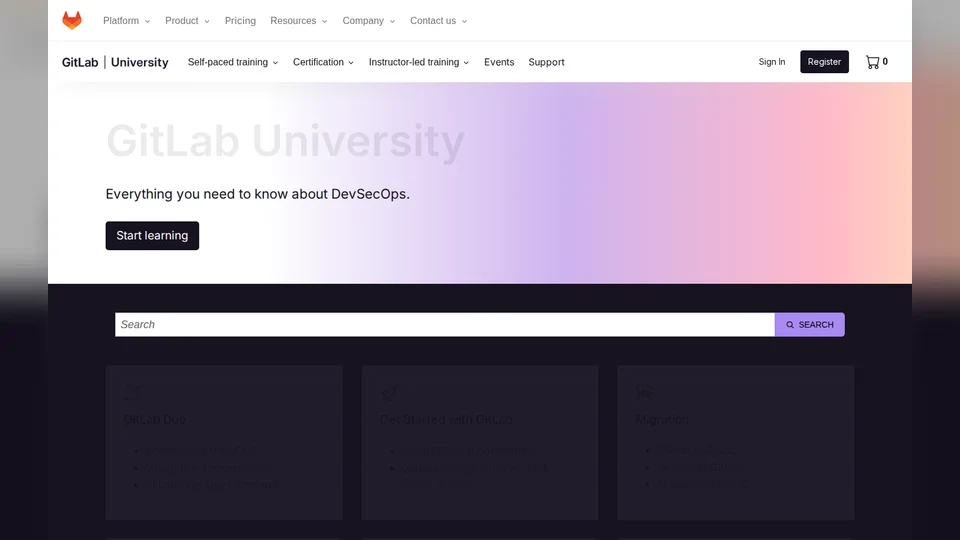 Platform Product Pricing Resources Company Contact us
GitLab | University Self-paced training Certification Instructor-led training Events Support Sign In Register 0
GitLab University
Everything you need to know about DevSecOps.
Start learning
Search SEARCH
GitLab Duo Get Started with GitLab Migration